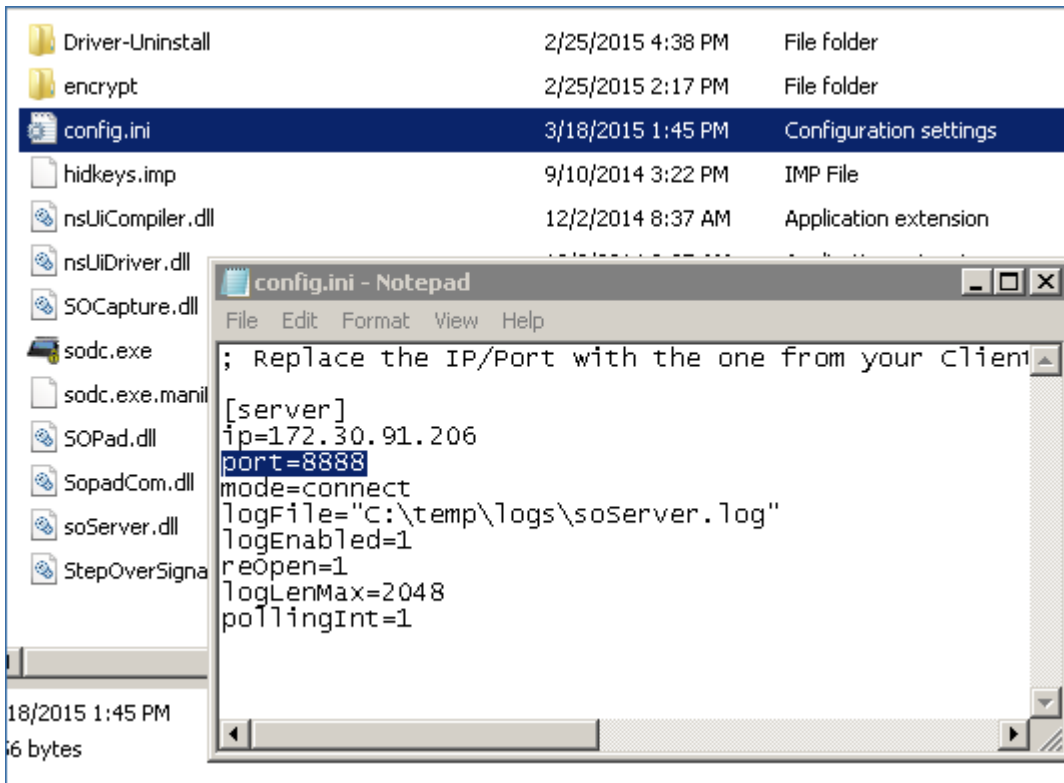 Driver-Uninstall 2/25/2015 4:38 PM File folder
encrypt 2/25/2015 2:17 PM File folder
config.ini 3/18/2015 1:45 PM Configuration settings
hidkeys.imp 9/10/2014 3:22 PM IMP File
nsUiCompiler.dll 12/2/2014 8:37 AM Application extension
nsUiDriver.dll
SOCapture.dll
sodc.exe
sodc.exe.mani
SOPad.dll
SopadCom.dll
soServer.dll
StepOverSigna
config.ini - Notepad
File Edit Format View Help
; Replace the IP/Port with the one from your Client
[server]
ip=172.30.91.206
port=8888
mode=connect
logFile="C:\temp\logs\soServer.log"
logEnabled=1
reOpen=1
logLenMax=2048
pollingInt=1
18/2015 1:45 PM
6 bytes